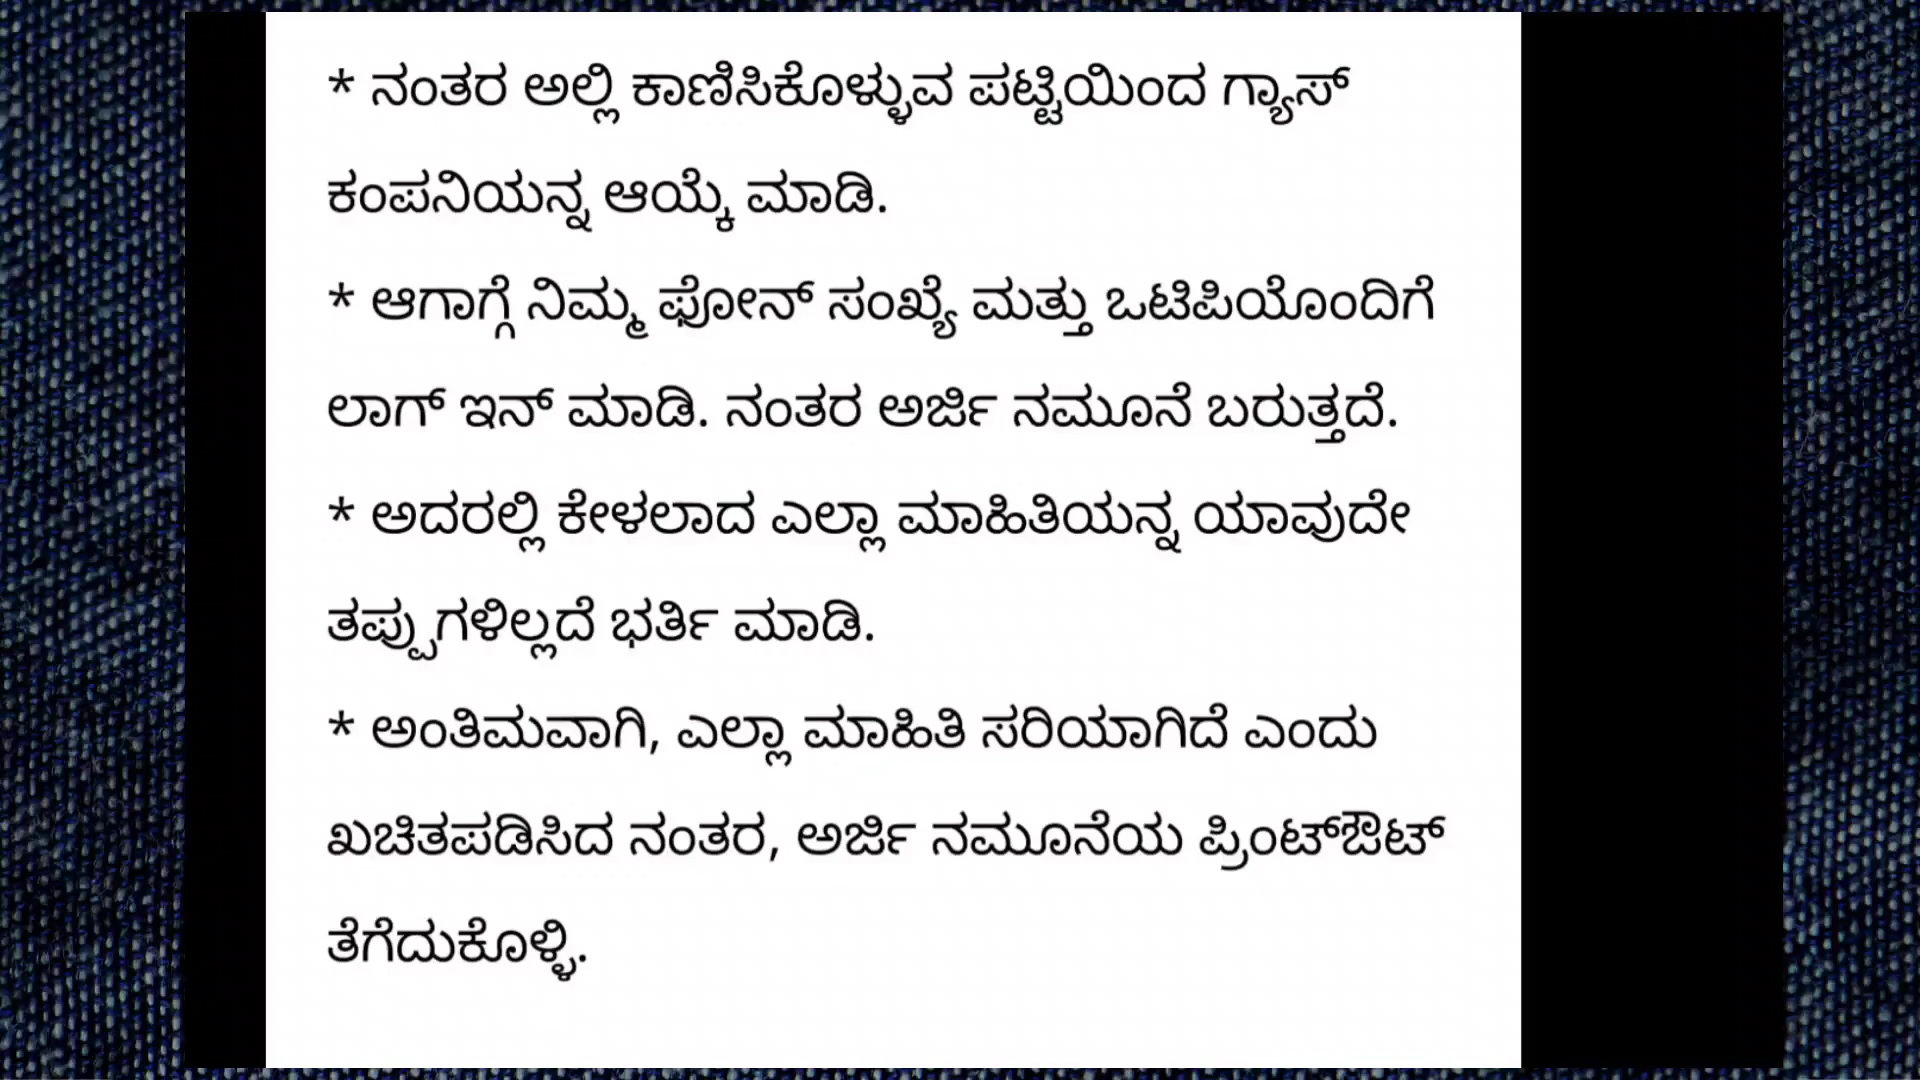 * ನಂತರ ಅಲ್ಲಿ ಕಾಣಿಸಿಕೊಳ್ಳುವ ಪಟ್ಟಿಯಿಂದ ಗ್ಯಾಸ್
ಕಂಪನಿಯನ್ನ ಆಯ್ಕೆ ಮಾಡಿ.
* ಆಗಾಗ್ಗೆ ನಿಮ್ಮ ಫೋನ್ ಸಂಖ್ಯೆ ಮತ್ತು ಒಟಿಪಿಯೊಂದಿಗೆ
ಲಾಗ್ ಇನ್ ಮಾಡಿ. ನಂತರ ಅರ್ಜಿ ನಮೂನೆ ಬರುತ್ತದೆ.
* ಅದರಲ್ಲಿ ಕೇಳಲಾದ ಎಲ್ಲಾ ಮಾಹಿತಿಯನ್ನ ಯಾವುದೇ
ತಪ್ಪುಗಳಿಲ್ಲದೆ ಭರ್ತಿ ಮಾಡಿ.
* ಅಂತಿಮವಾಗಿ, ಎಲ್ಲಾ ಮಾಹಿತಿ ಸರಿಯಾಗಿದೆ ಎಂದು
ಖಚಿತಪಡಿಸಿದ ನಂತರ, ಅರ್ಜಿ ನಮೂನೆಯ ಪ್ರಿಂಟ್‌ಔಟ್
ತೆಗೆದುಕೊಳ್ಳಿ.